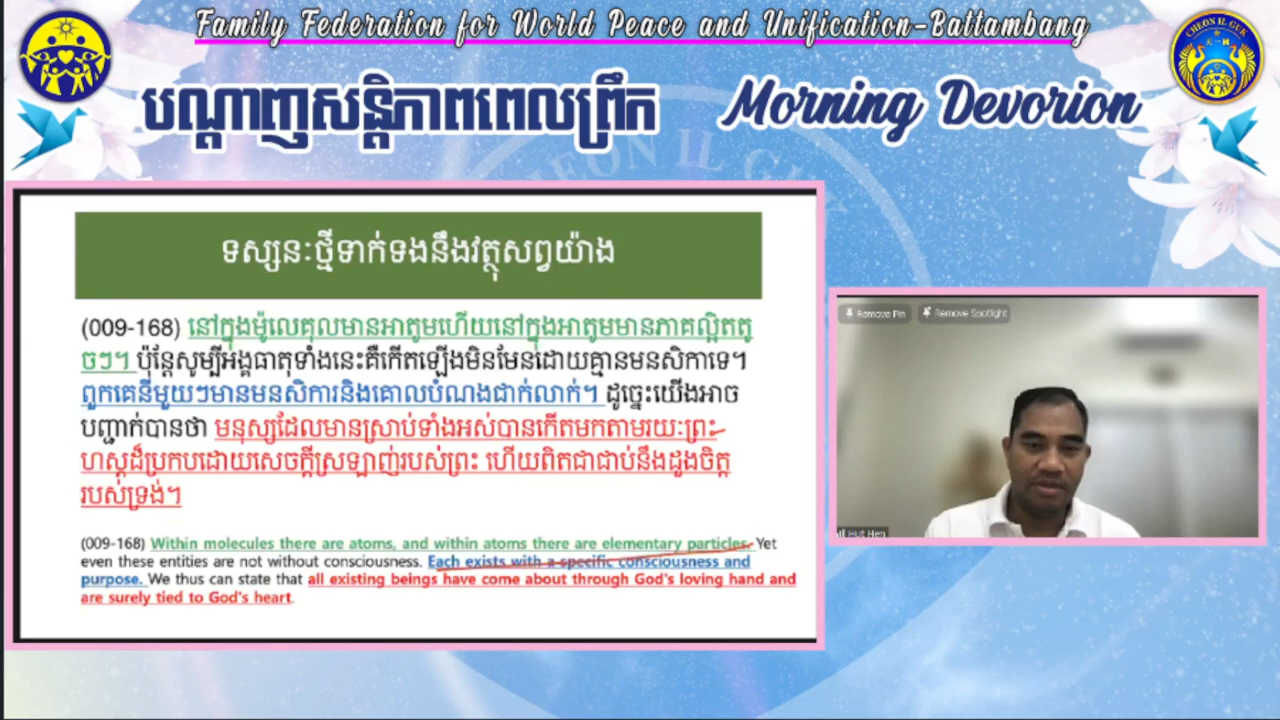 Family Federation for World Peace and Unification-Battambang
CHEON IL GUK
បណ្ដាញសន្តិភាពពេលព្រឹក
Morning Devorion
CHEON IL GUK
ទស្សនៈថ្មីទាក់ទងនឹងវត្ថុសព្វយ៉ាង
(009-168) នៅក្នុងម៉ូលេគុលមានអាតូមហើយនៅក្នុងអាតូមមានភាគល្អិតតូ
ចៗ។ ប៉ុន្តែសូម្បីអង្គធាតុទាំងនេះគឺកើតឡើងមិនមែនដោយគ្មានមនសិកាទេ។
ពួកគេនីមួយៗមានមនសិការនិងគោលបំណងជាក់លាក់។ ដូច្នេះយើងអាច
បញ្ជាក់បានថា មនុស្សដែលមានស្រាប់ទាំងអស់បានកើតមកតាមរយៈព្រះ
ហស្តដ៏ប្រកបដោយសេចក្ដីស្រឡាញ់របស់ព្រះ ហើយពិតជាជាប់នឹងដួងចិត្ត
របស់ទ្រង់។
(009-168) Within molecules there are atoms, and within atoms there are elementary particles. Yet
even these entities are not without consciousness. Each exists with a specific consciousness and
purpose. We thus can state that all existing beings have come about through God's loving hand and
are surely tied to God's heart.
Remove Pin
Remove Spotlight
Hut Hen